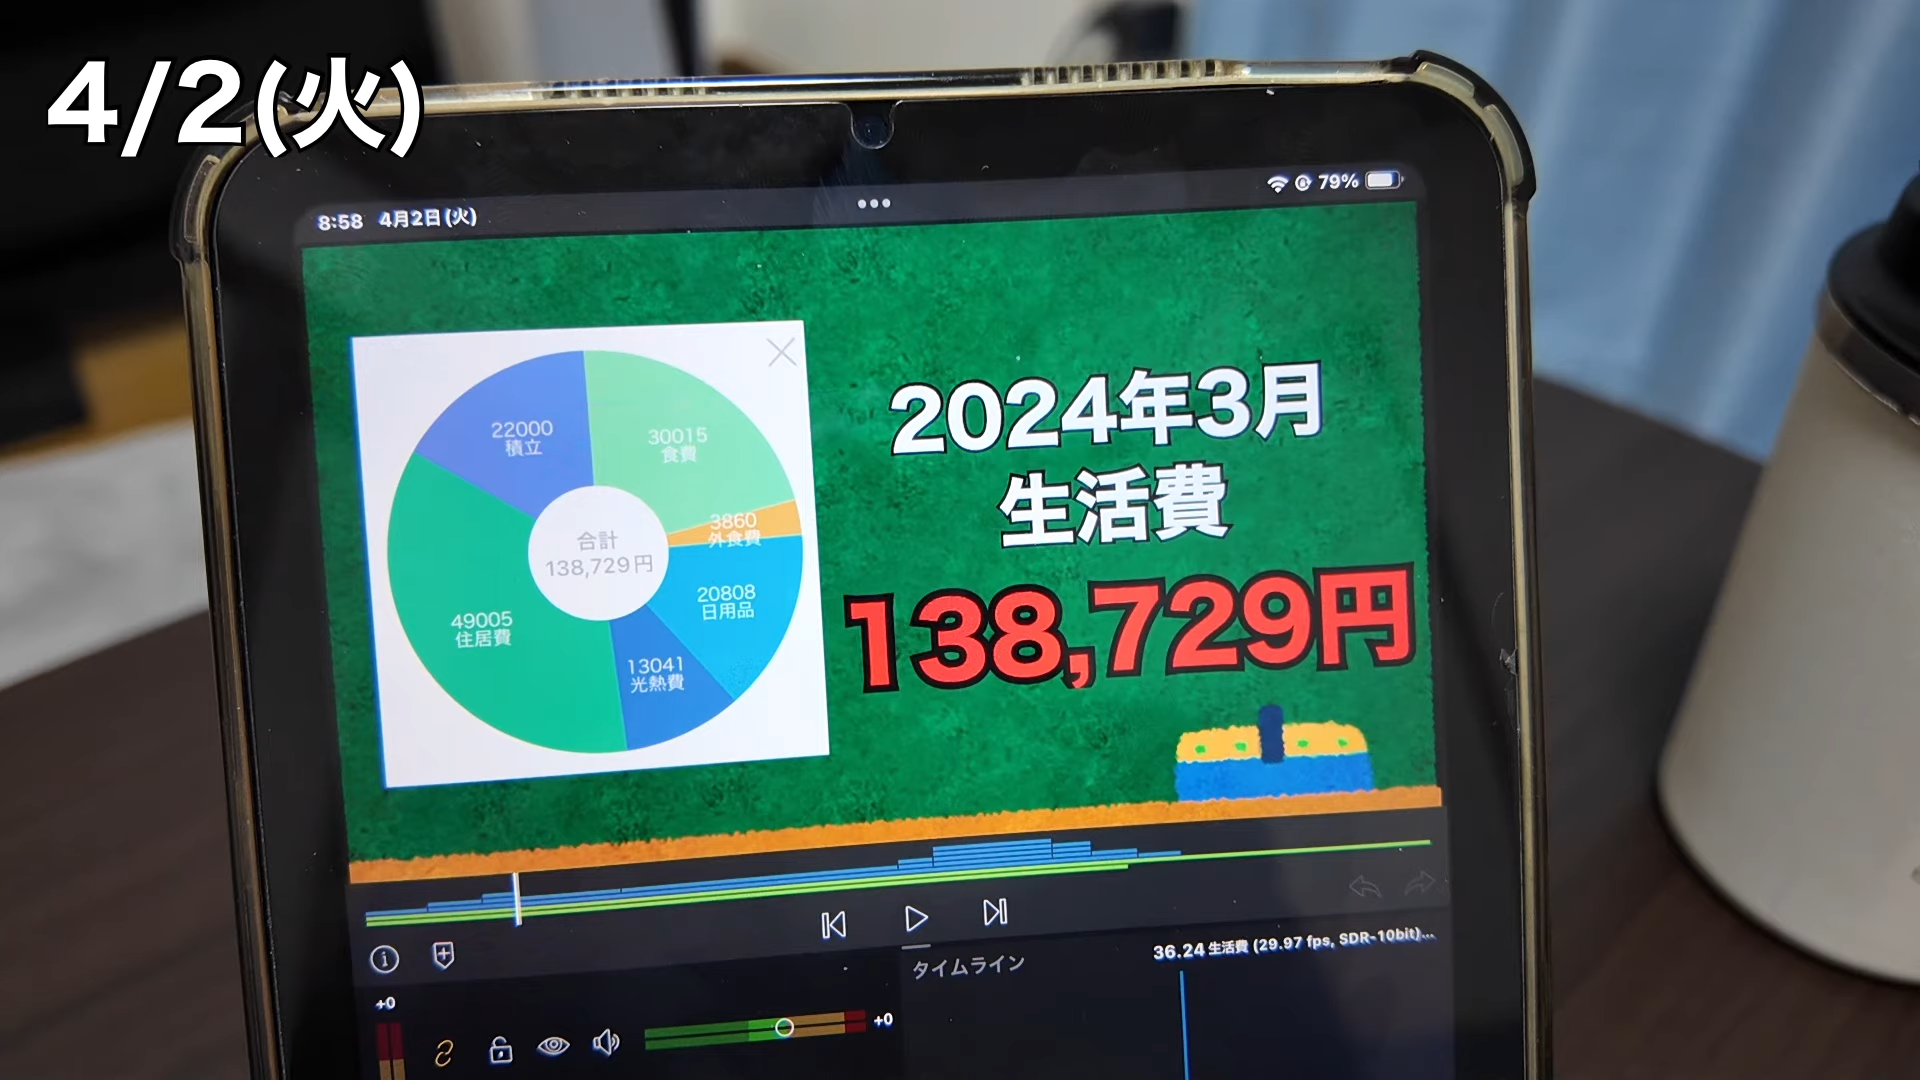 4/2(火)
8:58 4月2日(火)
79%
22000
積立
30015
食費
3860
外食費
合計
138,729円
20808
日用品
49005
住居費
13041
光熱費
2024年3月
生活費
138,729円
36.24 生活費 (29.97 fps, SDR-10bit)...
タイムライン
+0
+0